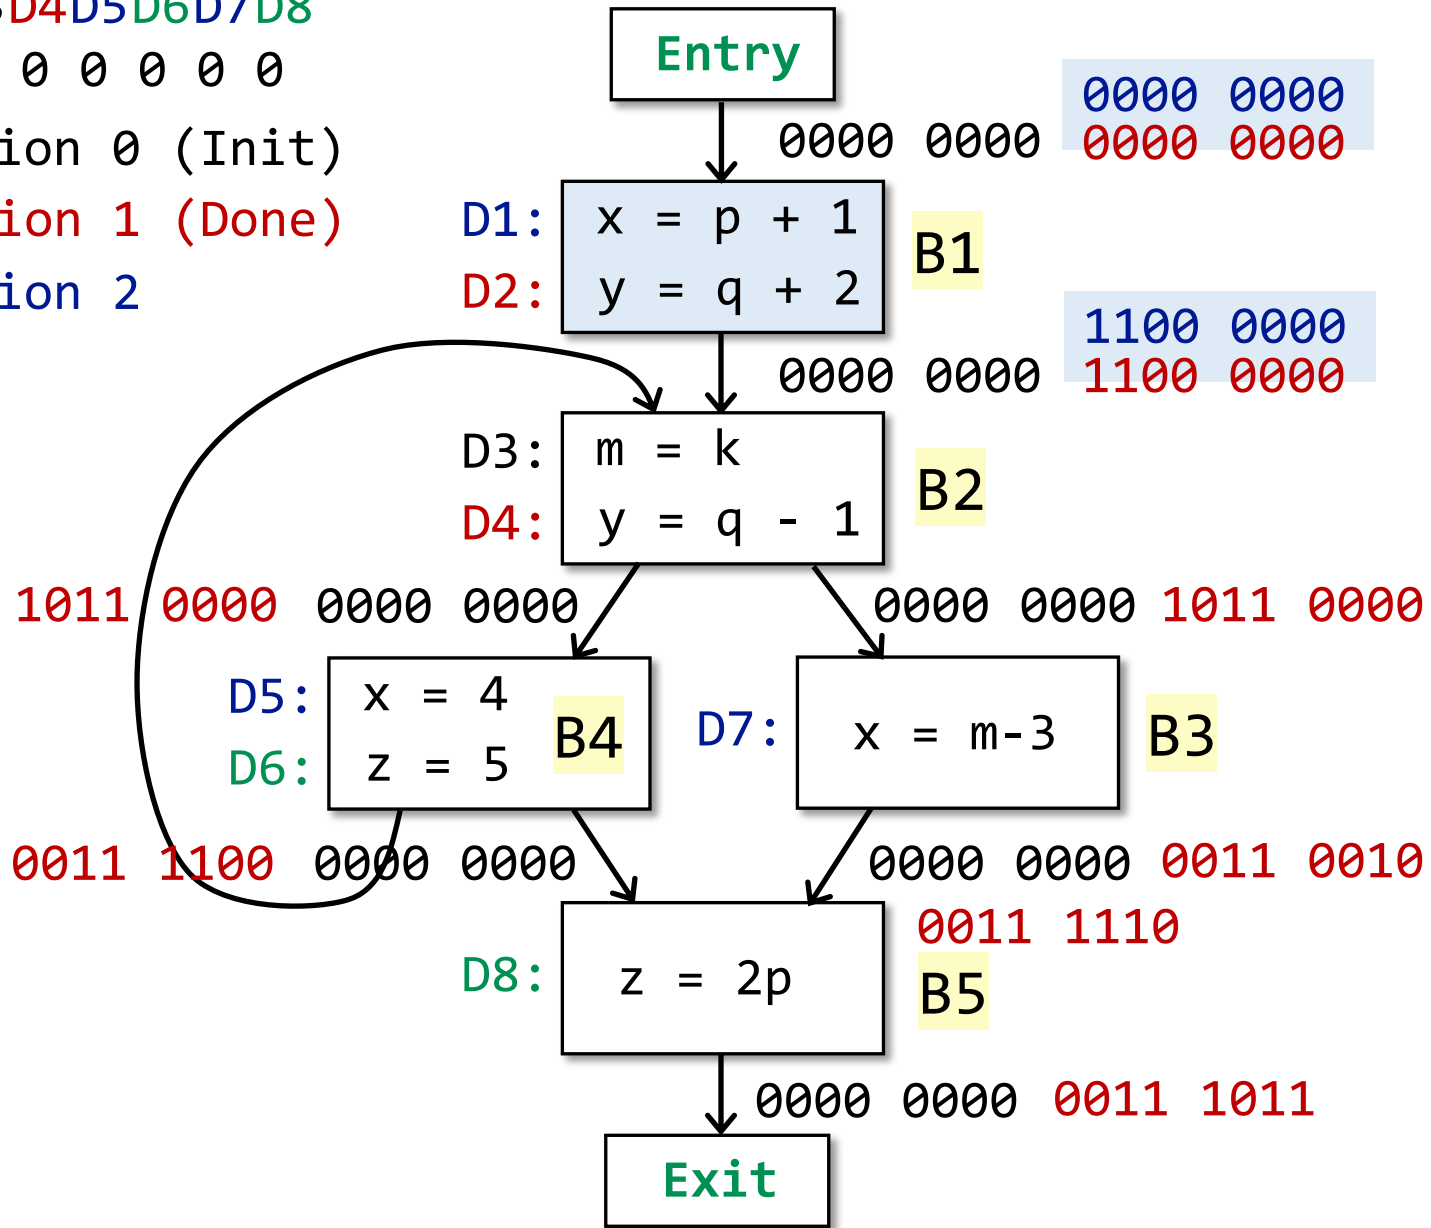 D4D5D6D7D8
0 0 0 0 0
Entry
0000 0000
0000 0000 0000 0000
ion 0 (Init)
ion 1 (Done)
ion 2
D1: x = p + 1
D2: y = q + 2
B1
1100 0000
0000 0000 1100 0000
D3: m = k
D4: y = q - 1
B2
1011 0000 0000 0000
0000 0000 1011 0000
D5: x = 4
D6: z = 5
B4
D7: x = m-3
B3
0011 1100 0000 0000
0000 0000 0011 0010
0011 1110
D8: z = 2p
B5
0000 0000 0011 1011
Exit